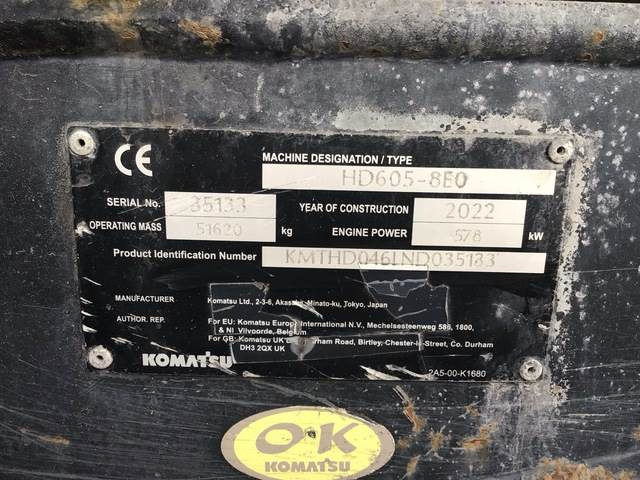 CE
MACHINE DESIGNATION / TYPE
HD605-8E0
SERIAL No. 35133 YEAR OF CONSTRUCTION 2022
OPERATING MASS 51620 kg ENGINE POWER 578 kW
Product Identification Number KMTHD046LND035133
MANUFACTURER Komatsu Ltd., 2-3-6, Akasaka, Minato-ku, Tokyo, Japan
AUTHOR. REP. For EU: Komatsu Europe International N.V., Mechelsesteenweg 586, 1800,
& NI Vilvoorde, Belgium
For GB: Komatsu UK Durham Road, Birtley, Chester-le-Street, Co. Durham
DH3 2QX UK
KOMATSU
2A5-00-K1680
OK
KOMATSU